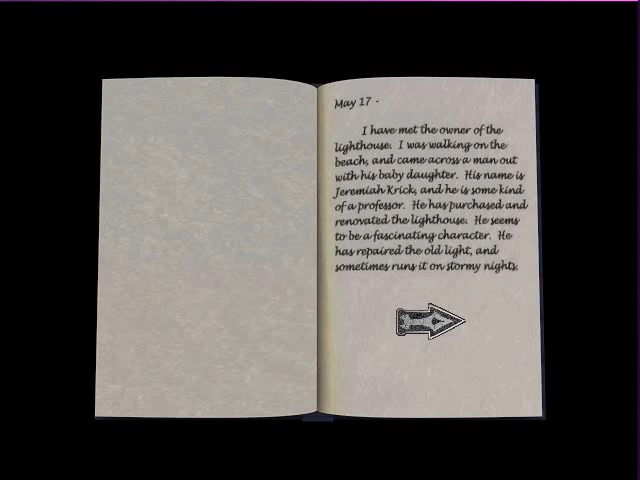 May 17 -
I have met the owner of the
lighthouse. I was walking on the
beach, and came across a man out
with his baby daughter. His name is
Jeremiah Krick, and he is some kind
of a professor. He has purchased and
renovated the lighthouse. He seems
to be a fascinating character. He
has repaired the old light, and
sometimes runs it on stormy nights.